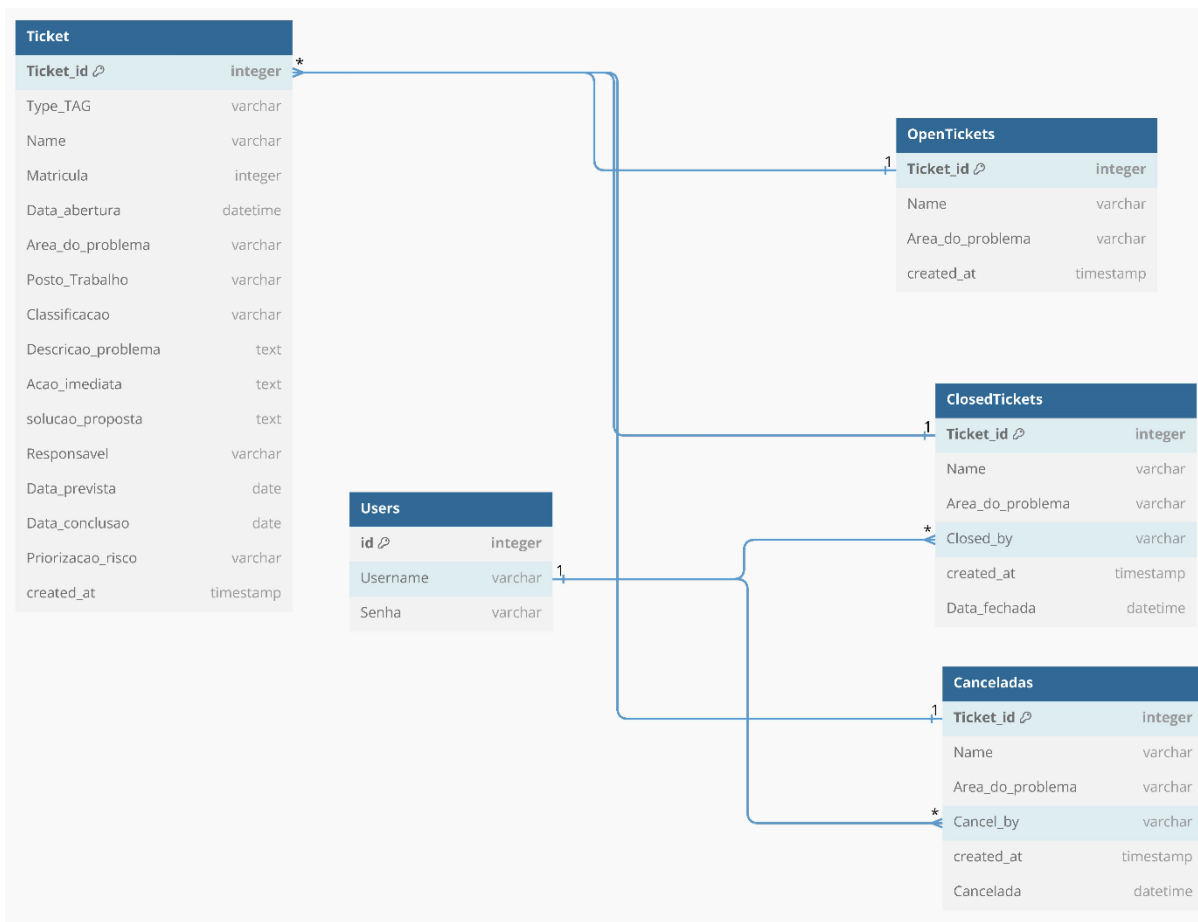 Ticket
Ticket_id integer
Type_TAG varchar
Name varchar
Matricula integer
Data_abertura datetime
Area_do_problema varchar
Posto_Trabalho varchar
Classificacao varchar
Descricao_problema text
Acao_imediata text
solucao_proposta text
Responsavel varchar
Data_prevista date
Data_conclusao date
Priorizacao_risco varchar
created_at timestamp
*
Users
id integer
Username varchar
Senha varchar
1
OpenTickets
1
Ticket_id integer
Name varchar
Area_do_problema varchar
created_at timestamp
ClosedTickets
1
Ticket_id integer
Name varchar
Area_do_problema varchar
*
Closed_by varchar
created_at timestamp
Data_fechada datetime
Canceladas
1
Ticket_id integer
Name varchar
Area_do_problema varchar
*
Cancel_by varchar
created_at timestamp
Cancelada datetime